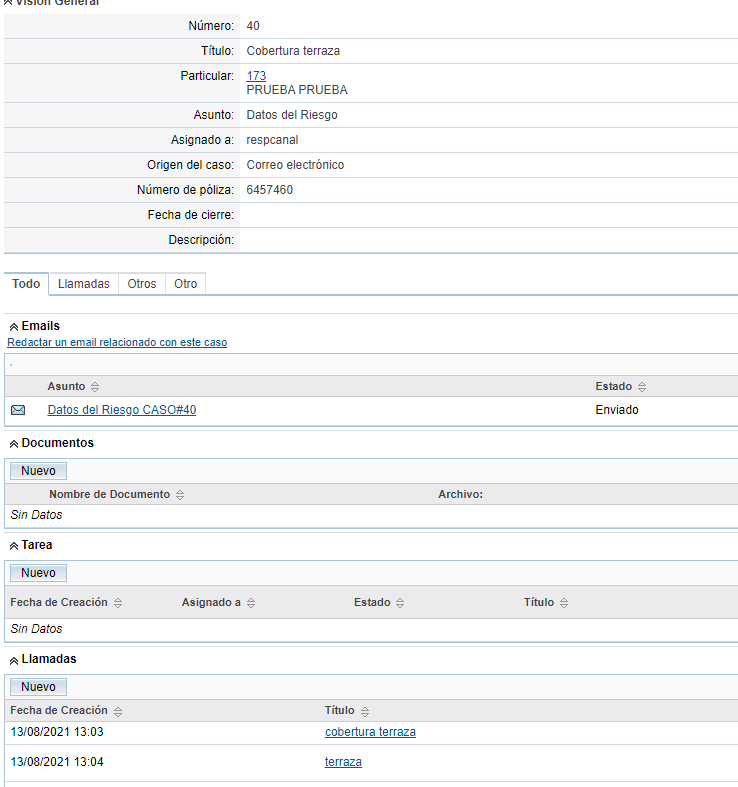 Visión General
Número: 40
Título: Cobertura terraza
Particular: 173
PRUEBA PRUEBA
Asunto: Datos del Riesgo
Asignado a: respcanal
Origen del caso: Correo electrónico
Número de póliza: 6457460
Fecha de cierre:
Descripción:
Todo Llamadas Otros Otro
Emails
Redactar un email relacionado con este caso
Asunto Estado
Datos del Riesgo CASO#40 Enviado
Documentos
Nuevo
Nombre de Documento Archivo:
Sin Datos
Tarea
Nuevo
Fecha de Creación Asignado a Estado Título
Sin Datos
Llamadas
Nuevo
Fecha de Creación Título
13/08/2021 13:03 cobertura terraza
13/08/2021 13:04 terraza